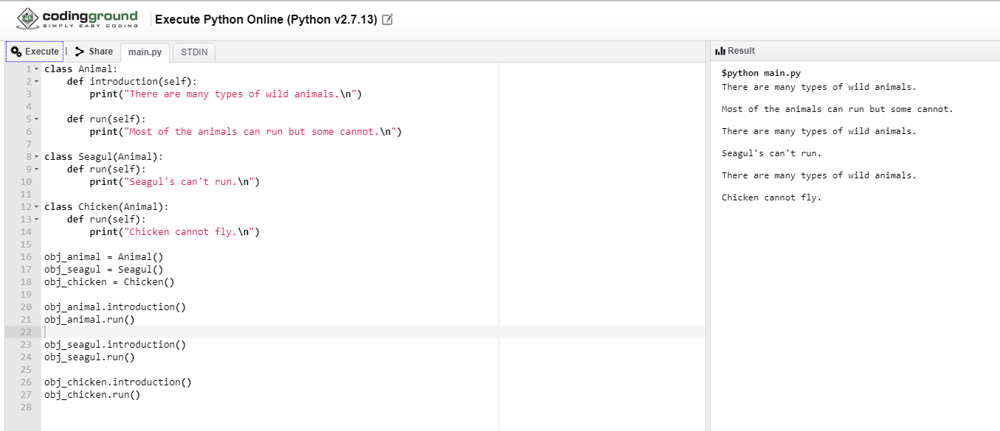 codingground
SIMPLY EASY CODING
Execute Python Online (Python v2.7.13)
Execute | Share main.py STDIN
1 class Animal:
2     def introduction(self):
3         print("There are many types of wild animals.\n")
4
5     def run(self):
6         print("Most of the animals can run but some cannot.\n")
7
8 class Seagul(Animal):
9     def run(self):
10         print("Seagul's can't run.\n")
11
12 class Chicken(Animal):
13     def run(self):
14         print("Chicken cannot fly.\n")
15
16 obj_animal = Animal()
17 obj_seagul = Seagul()
18 obj_chicken = Chicken()
19
20 obj_animal.introduction()
21 obj_animal.run()
22
23 obj_seagul.introduction()
24 obj_seagul.run()
25
26 obj_chicken.introduction()
27 obj_chicken.run()
28
Result
$python main.py
There are many types of wild animals.
Most of the animals can run but some cannot.
There are many types of wild animals.
Seagul's can't run.
There are many types of wild animals.
Chicken cannot fly.